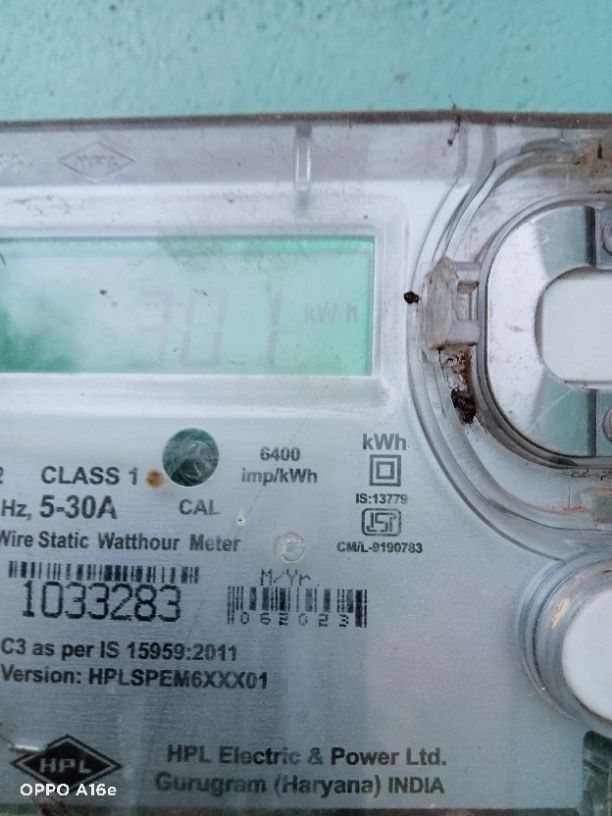 301 kWh
6400
imp/kWh
kWh
CLASS 1
Hz, 5-30A
CAL
IS:13779
ISI
CM/L-9190783
Wire Static Watthour Meter
M/Yr
1033283
062023
C3 as per IS 15959:2011
Version: HPLSPEM6XXX01
HPL
HPL Electric & Power Ltd.
Gurugram (Haryana) INDIA
OPPO A16e